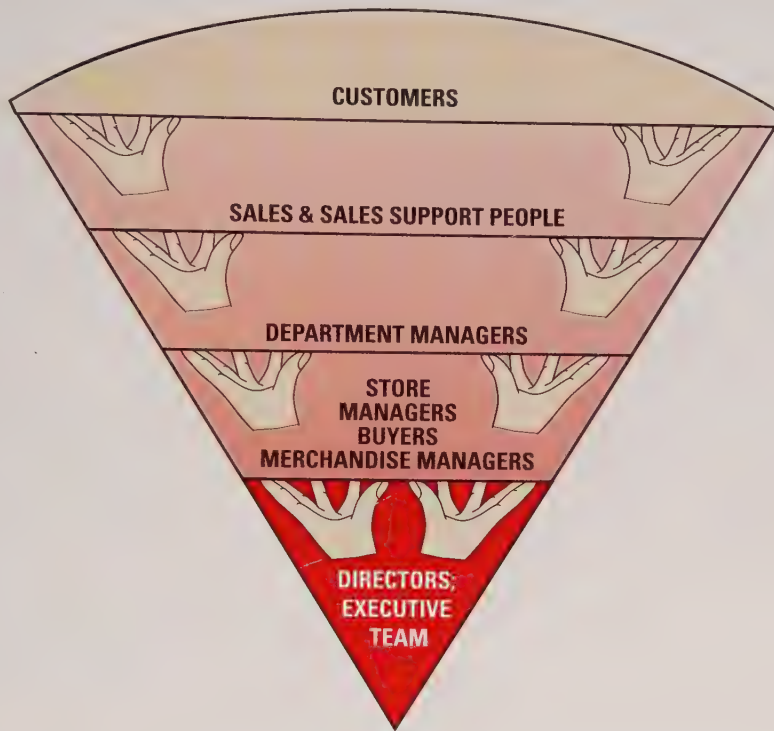 CUSTOMERS
SALES & SALES SUPPORT PEOPLE
DEPARTMENT MANAGERS
STORE
MANAGERS
BUYERS
MERCHANDISE MANAGERS
DIRECTORS;
EXECUTIVE
TEAM